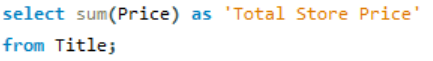 select sum(Price) as 'Total Store Price'
from Title;